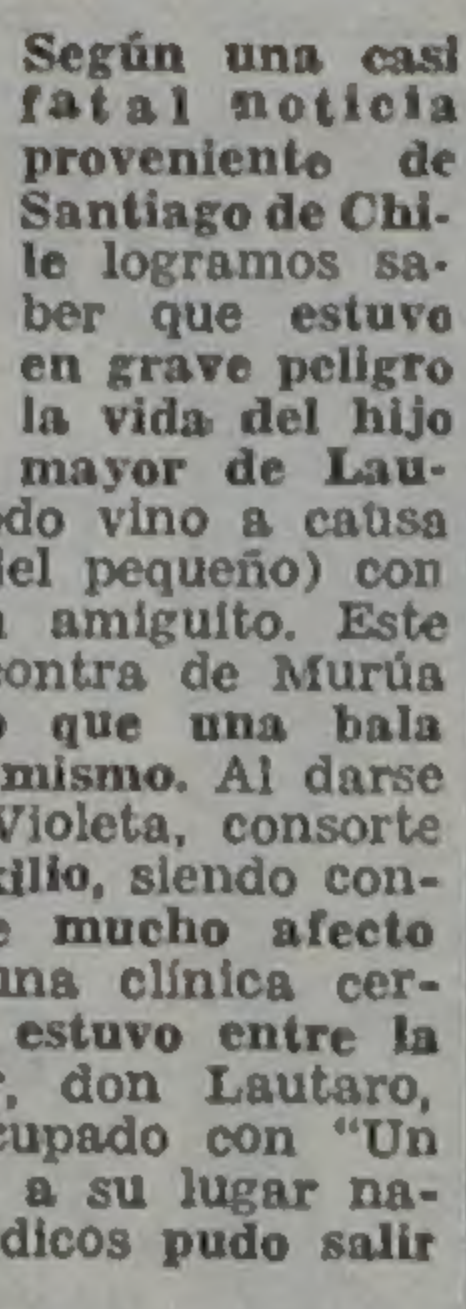 Según una casi
fatal noticia
proveniente de
Santiago de Chi-
le logramos sa-
ber que estuvo
en grave peligro
la vida del hijo
mayor de Lau-
do vino a causa
del pequeño) con
amiguito. Este
contra de Murúa
que una bala
mismo. Al darse
Violeta, consorte
xilio, siendo con-
mucho afecto
una clínica cer-
estuvo entre la
don Lautaro,
cupado con "Un
a su lugar na-
dicos pudo salir